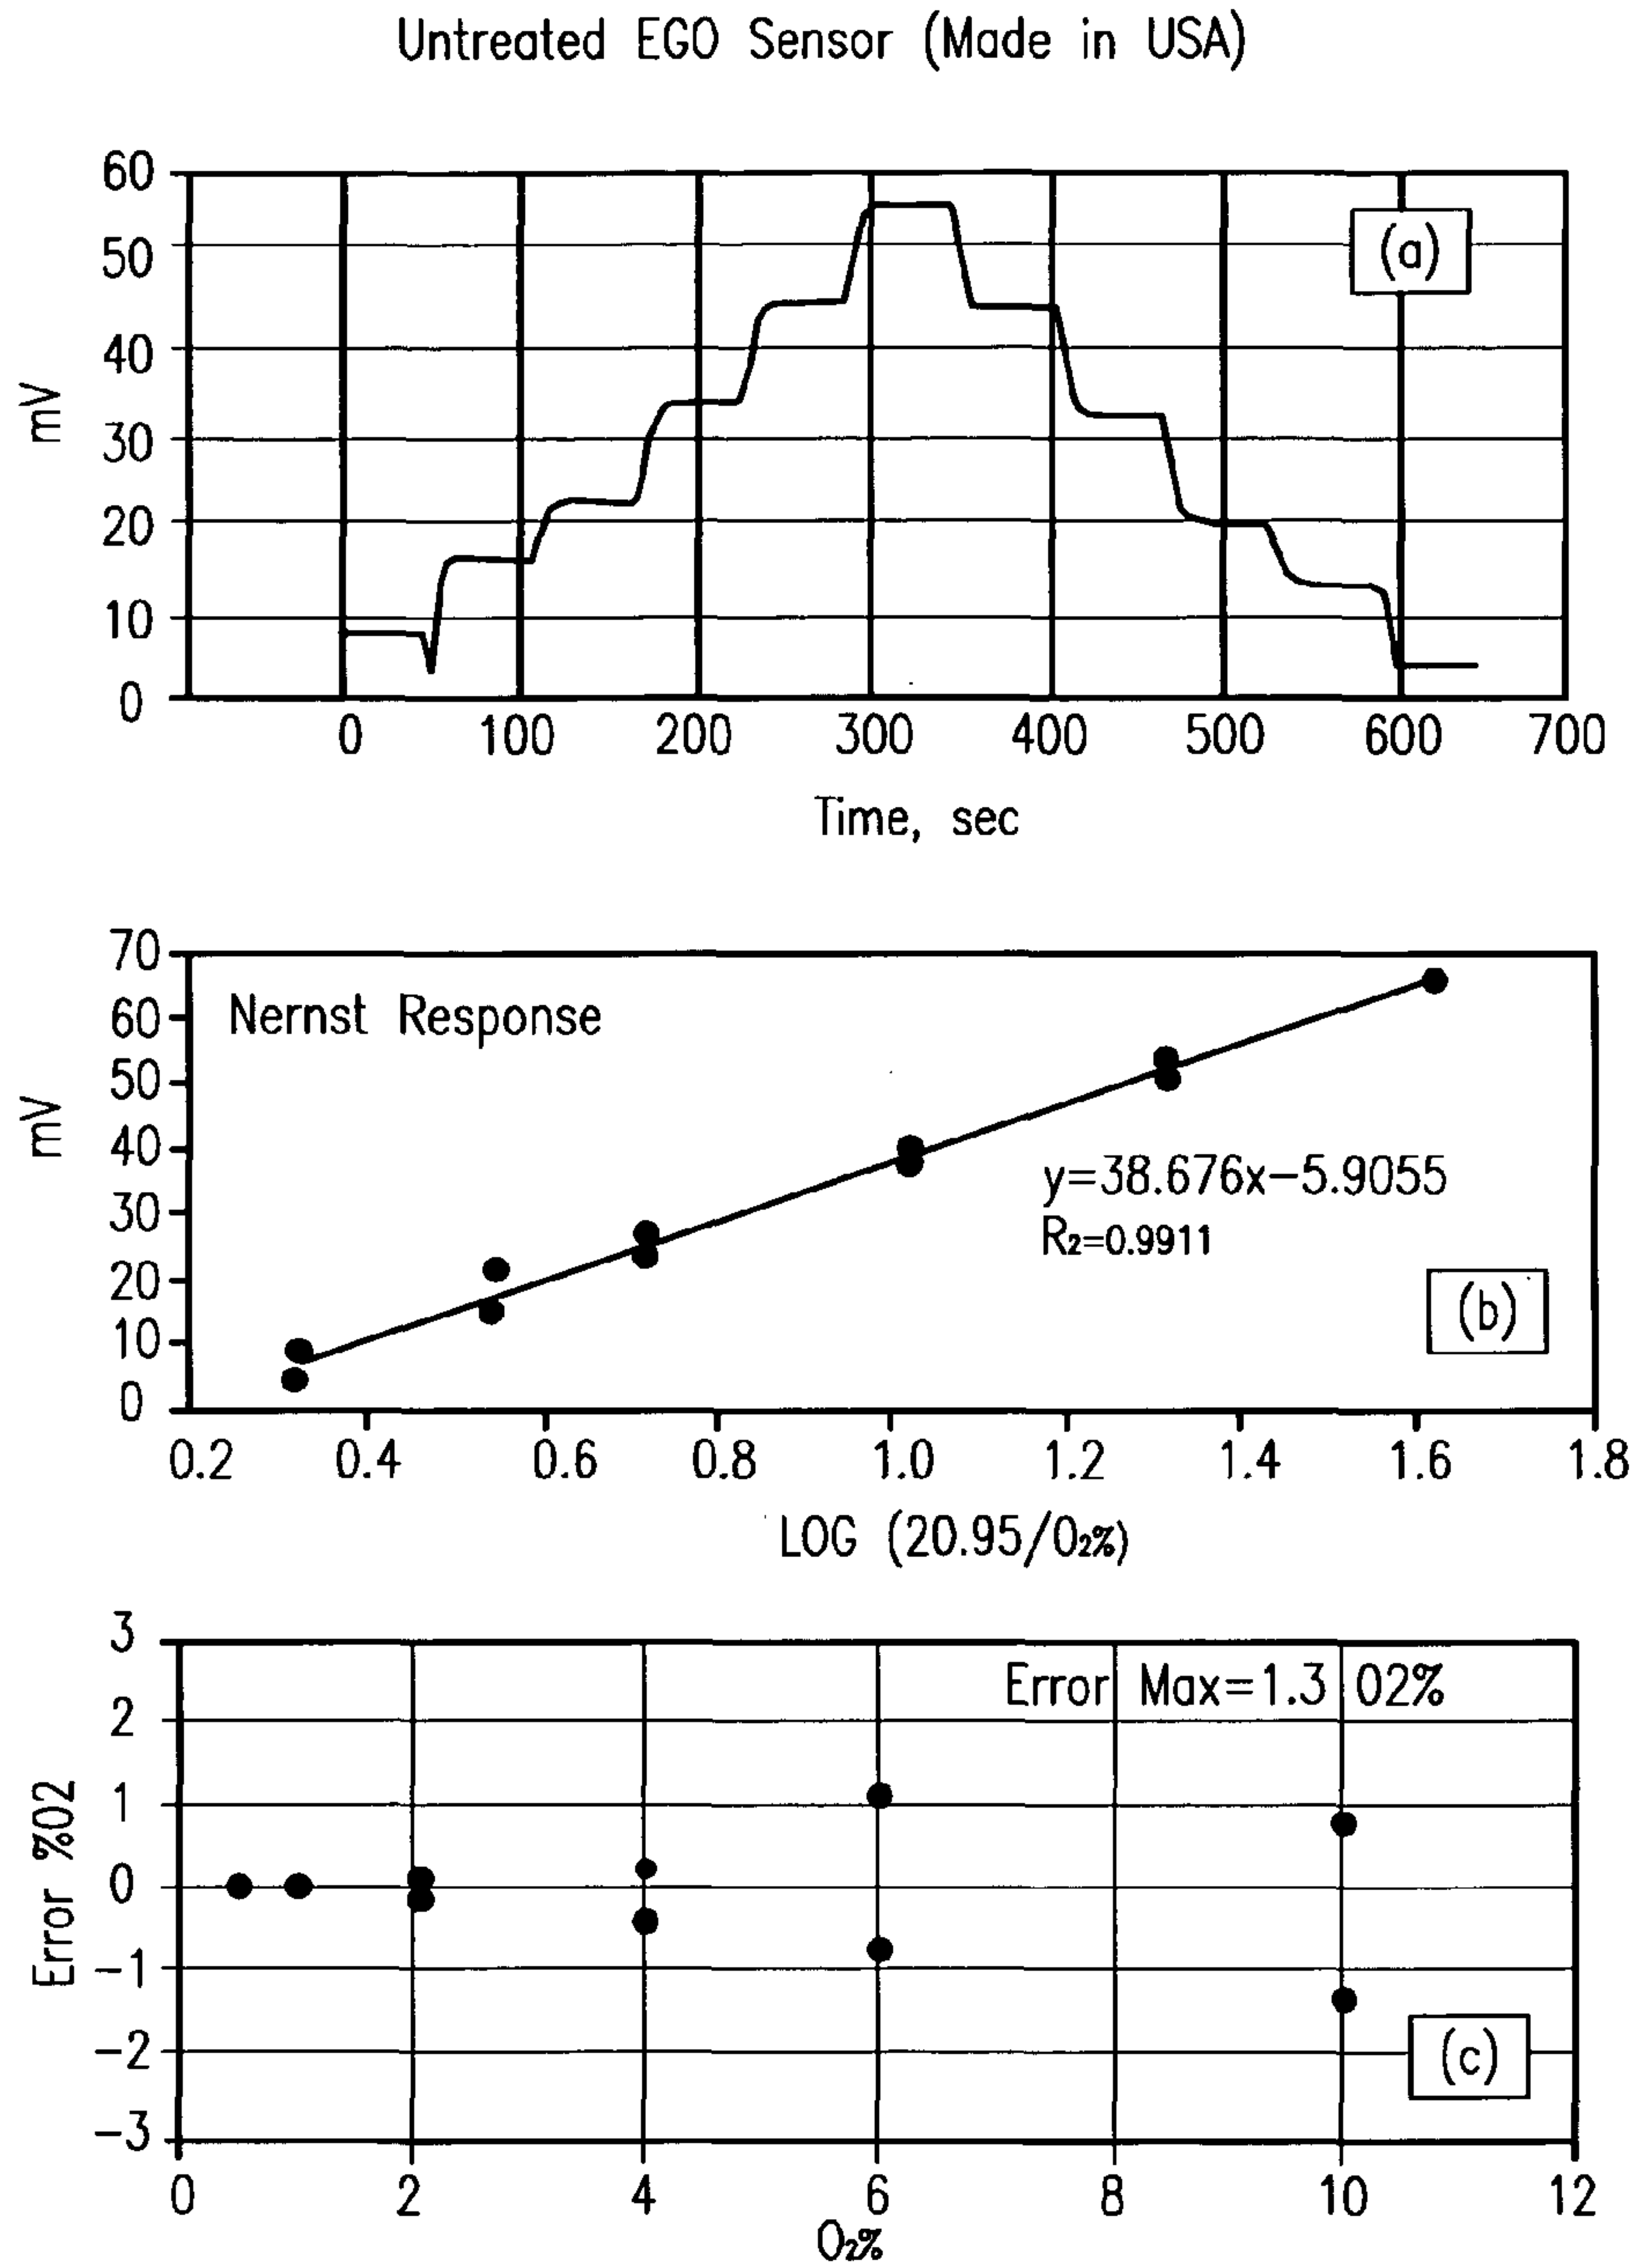 Untreated EGO Sensor (Made in USA)
60
50
40
30
20
10
0
mV
(a)
0 100 200 300 400 500 600 700
Time, sec
70
60
50
40
30
20
10
0
mV
Nernst Response
y=38.676x-5.9055
R2=0.9911
(b)
0.2 0.4 0.6 0.8 1.0 1.2 1.4 1.6 1.8
LOG (20.95/O2%)
3
2
1
0
-1
-2
-3
Error %02
Error Max=1.3 02%
(c)
0 2 4 6 8 10 12
O2%